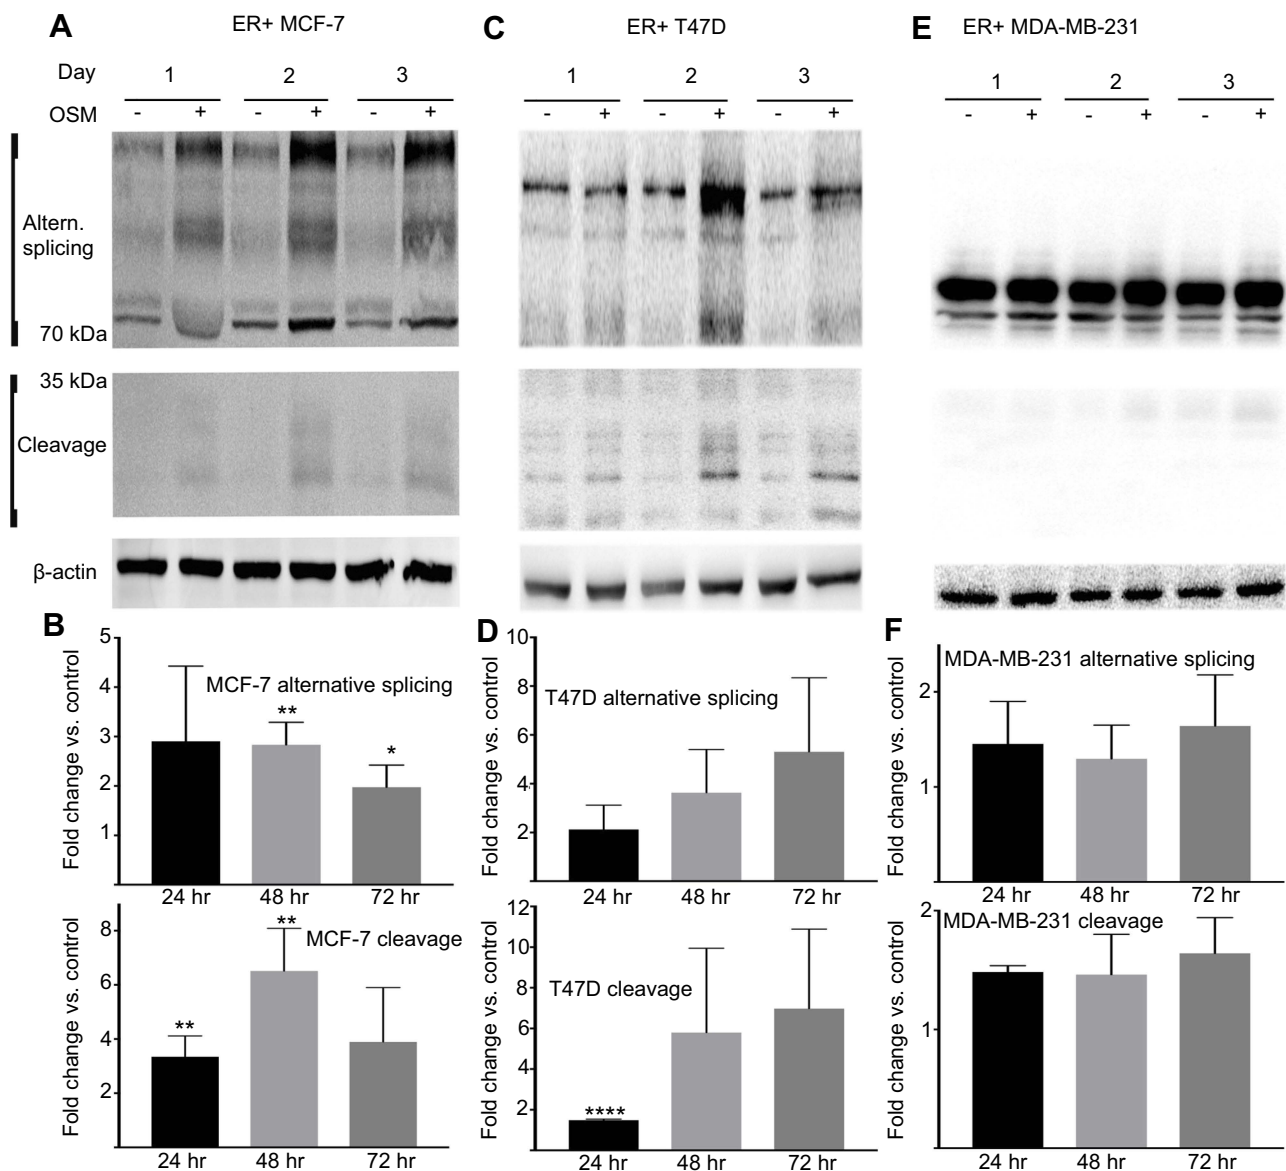 A
ER+ MCF-7
Day
1
2
3
OSM
- + - + - +
Altern.
splicing
70 kDa
35 kDa
Cleavage
β-actin
C
ER+ T47D
1
2
3
- + - + - +
E
ER+ MDA-MB-231
1
2
3
- + - + - +
B
Fold change vs. control
5
4
3
2
1
MCF-7 alternative splicing
**
*
24 hr
48 hr
72 hr
Fold change vs. control
8
6
4
2
MCF-7 cleavage
**
**
24 hr
48 hr
72 hr
D
Fold change vs. control
10
8
6
4
2
T47D alternative splicing
24 hr
48 hr
72 hr
Fold change vs. control
12
10
8
6
4
2
T47D cleavage
****
24 hr
48 hr
72 hr
F
Fold change vs. control
2
1
MDA-MB-231 alternative splicing
24 hr
48 hr
72 hr
Fold change vs. control
2
1
MDA-MB-231 cleavage
24 hr
48 hr
72 hr